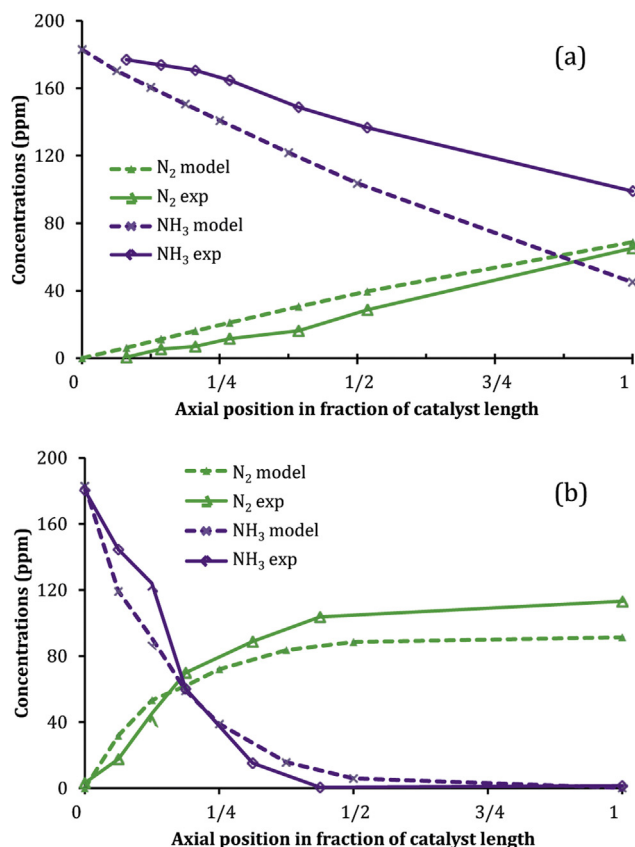 200
(a)
160
120
80
40
0
Concentrations (ppm)
N₂ model
N₂ exp
NH₃ model
NH₃ exp
0 1/4 1/2 3/4 1
Axial position in fraction of catalyst length
200
(b)
160
120
80
40
0
Concentrations (ppm)
N₂ model
N₂ exp
NH₃ model
NH₃ exp
0 1/4 1/2 3/4 1
Axial position in fraction of catalyst length